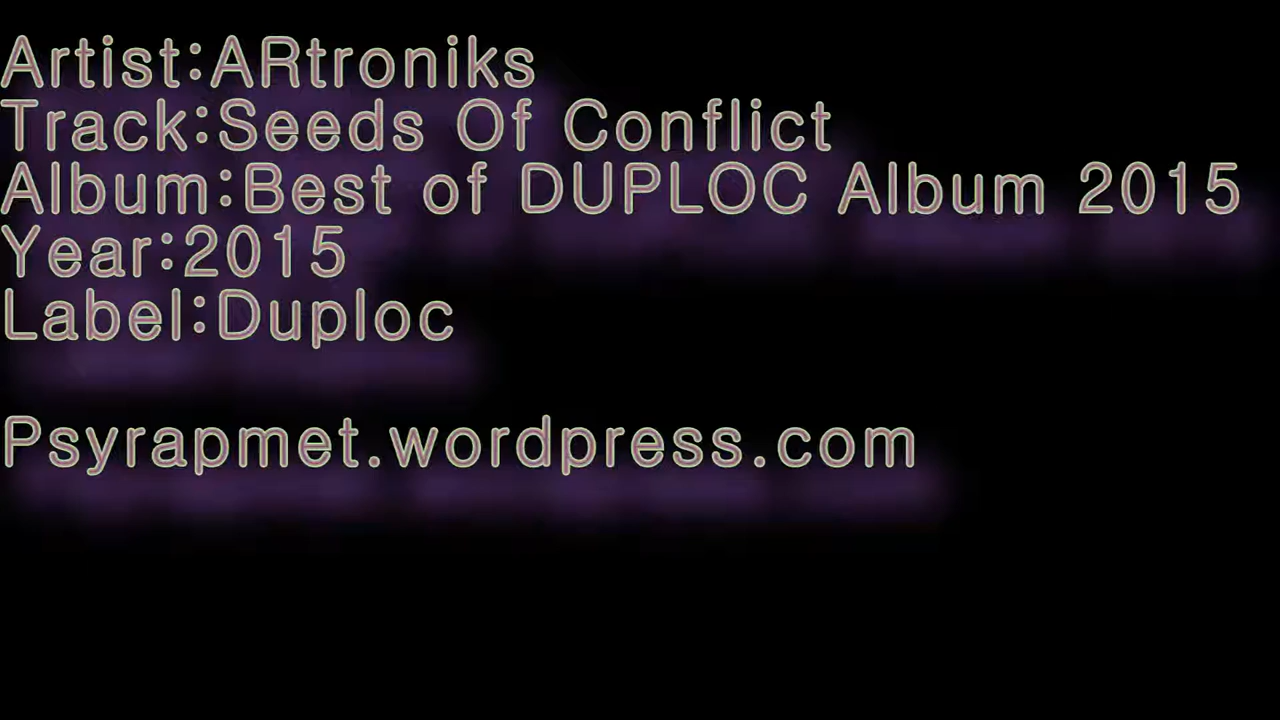 Artist:ARtroniks
Track:Seeds Of Conflict
Album:Best of DUPLOC Album 2015
Year:2015
Label:Duploc
Psyrapmet.wordpress.com